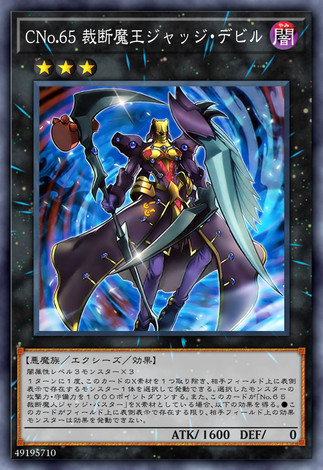 CNo.65 裁断魔王ジャッジ・デビル
闇
やみ
【悪魔族/エクシーズ/効果】
闇属性レベル3モンスター×3
1ターンに1度、このカードのX素材を1つ取り除き、相手フィールド上に表側
表示で存在するモンスター1体を選択して発動できる。選択したモンスターの
攻撃力・守備力を1000ポイントダウンする。また、このカードが「No.65
裁断魔人ジャッジ・バスター」をX素材としている場合、以下の効果を得る。●こ
のカードがフィールド上に表側表示で存在する限り、相手フィールド上の効果
モンスターは効果を発動できない。
ATK/ 1600 DEF/ 0
49195710